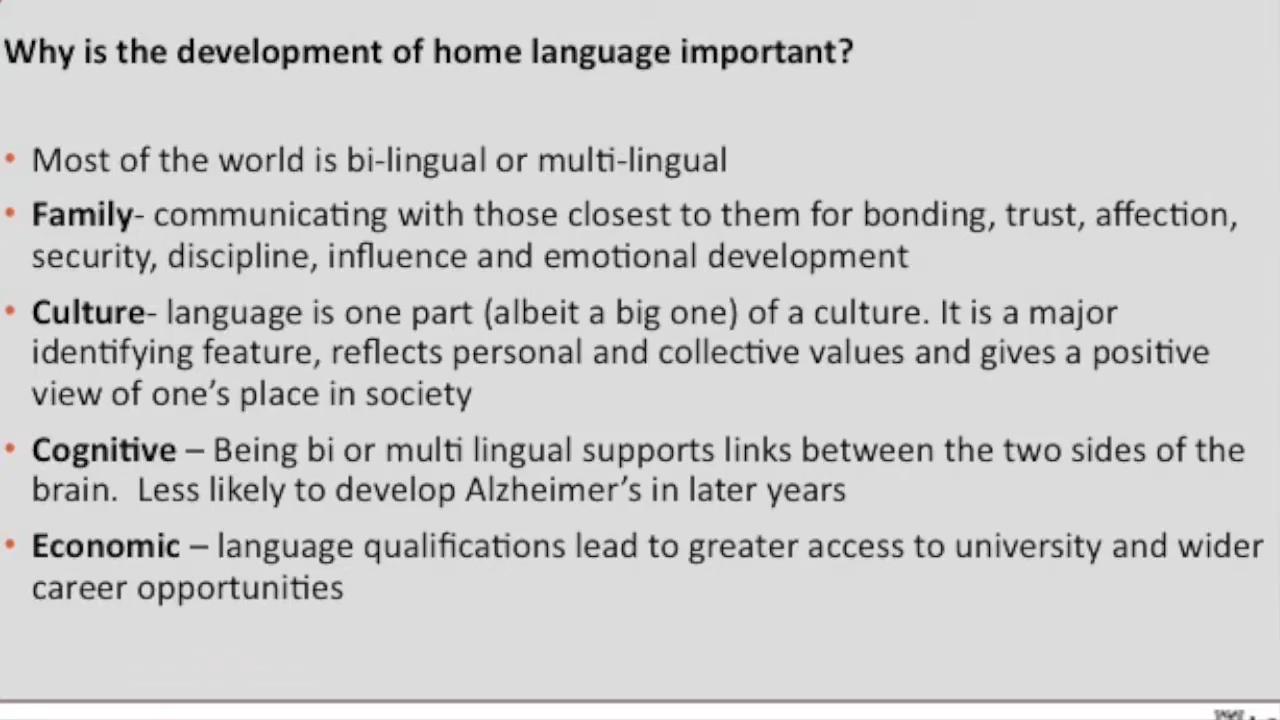 Why is the development of home language important?
• Most of the world is bi-lingual or multi-lingual
• Family- communicating with those closest to them for bonding, trust, affection,
security, discipline, influence and emotional development
• Culture- language is one part (albeit a big one) of a culture. It is a major
identifying feature, reflects personal and collective values and gives a positive
view of one's place in society
• Cognitive – Being bi or multi lingual supports links between the two sides of the
brain.  Less likely to develop Alzheimer's in later years
• Economic – language qualifications lead to greater access to university and wider
career opportunities